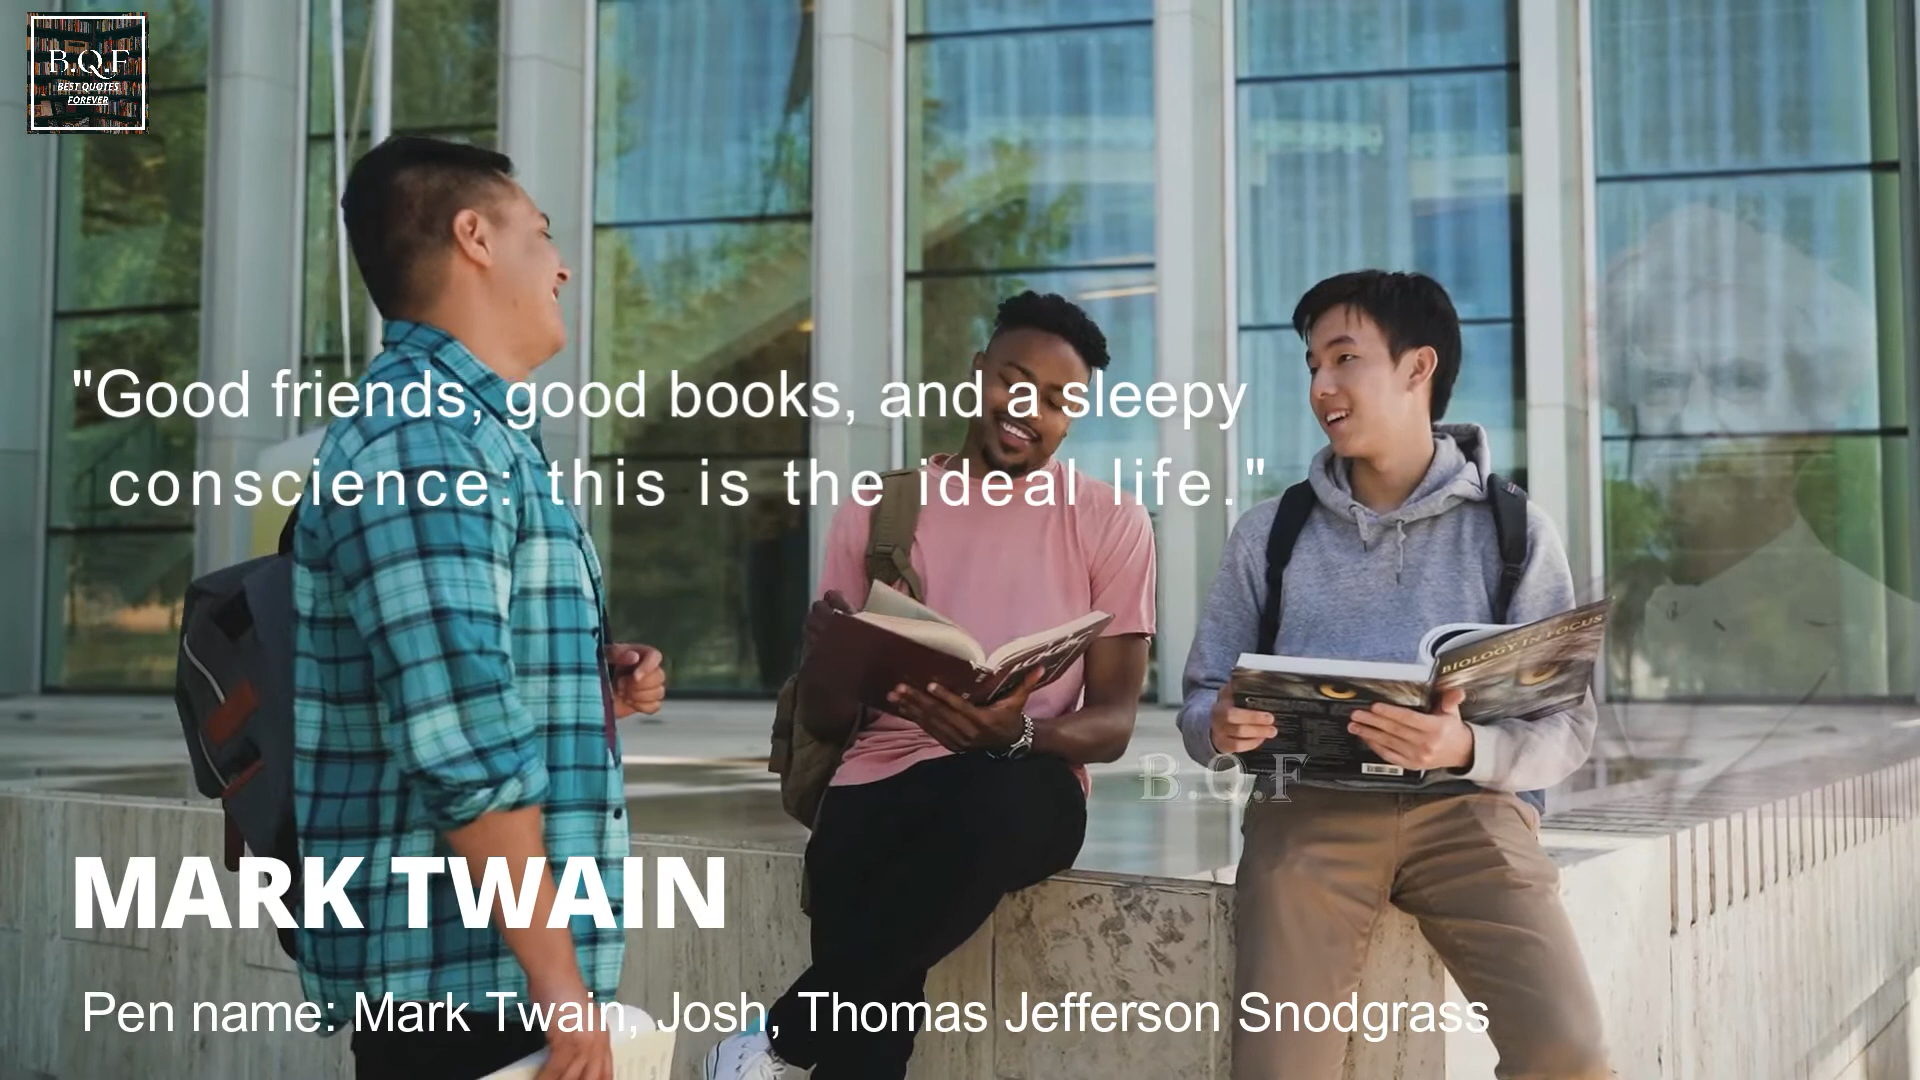 B.Q.F
BEST QUOTES
FOREVER
"Good friends, good books, and a sleepy
conscience: this is the ideal life."
BIOLOGY IN FOCUS
B.Q.F
MARK TWAIN
Pen name: Mark Twain, Josh, Thomas Jefferson Snodgrass